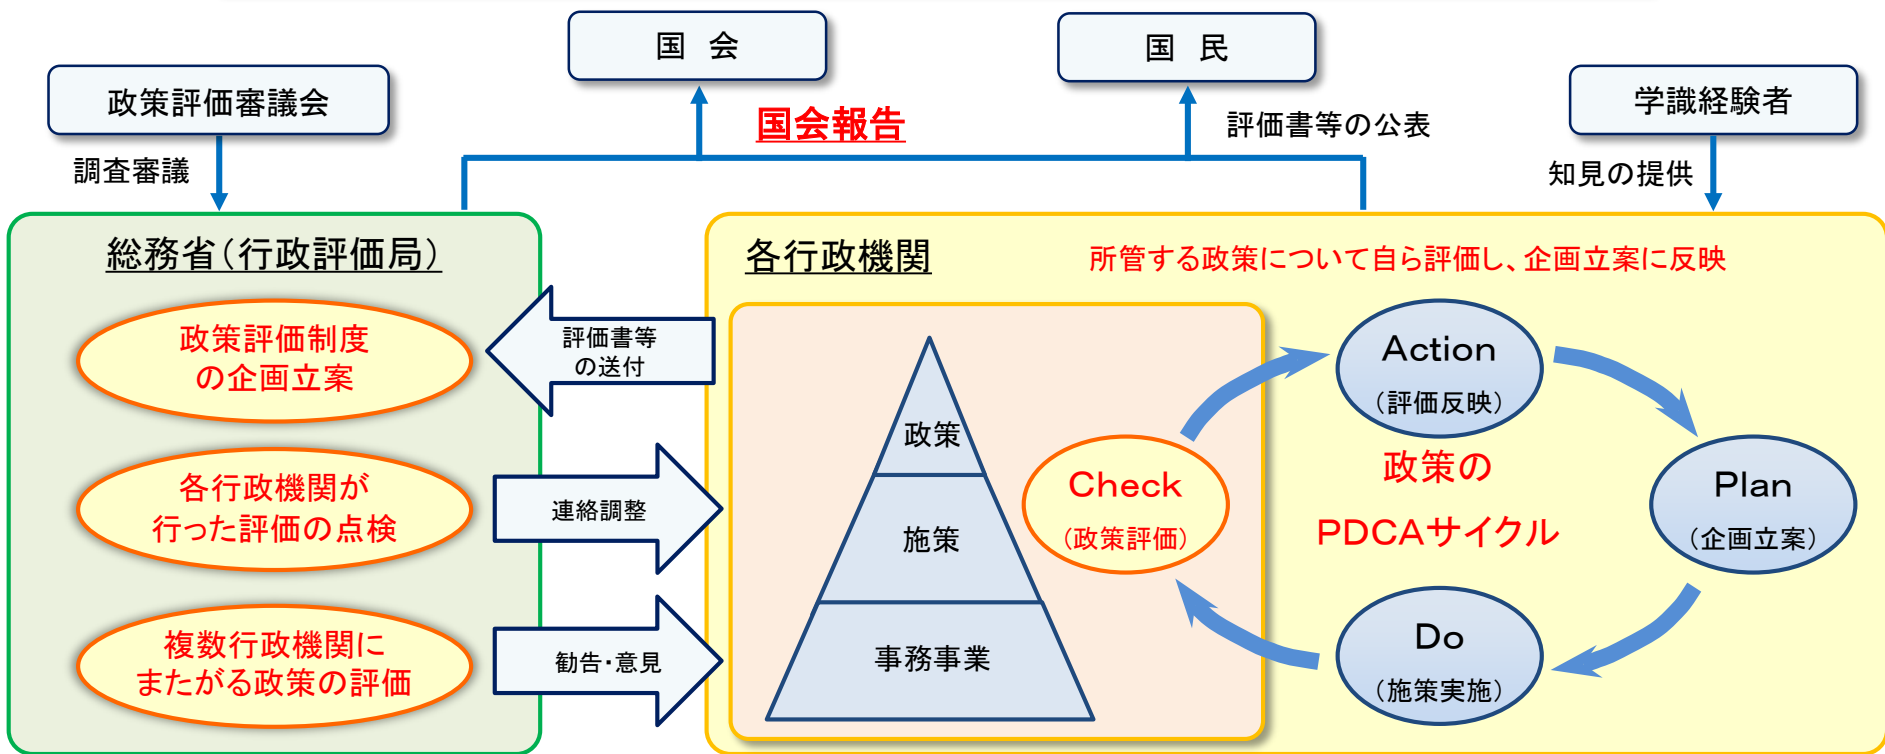 国 会
国 民
政策評価審議会
学識経験者
国会報告
評価書等の公表
調査審議
知見の提供
総務省(行政評価局)
政策評価制度
の企画立案
各行政機関が
行った評価の点検
複数行政機関に
またがる政策の評価
評価書等
の送付
連絡調整
勧告・意見
各行政機関
所管する政策について自ら評価し、企画立案に反映
政策
施策
事務事業
Check
(政策評価)
Action
(評価反映)
政策の
PDCAサイクル
Plan
(企画立案)
Do
(施策実施)